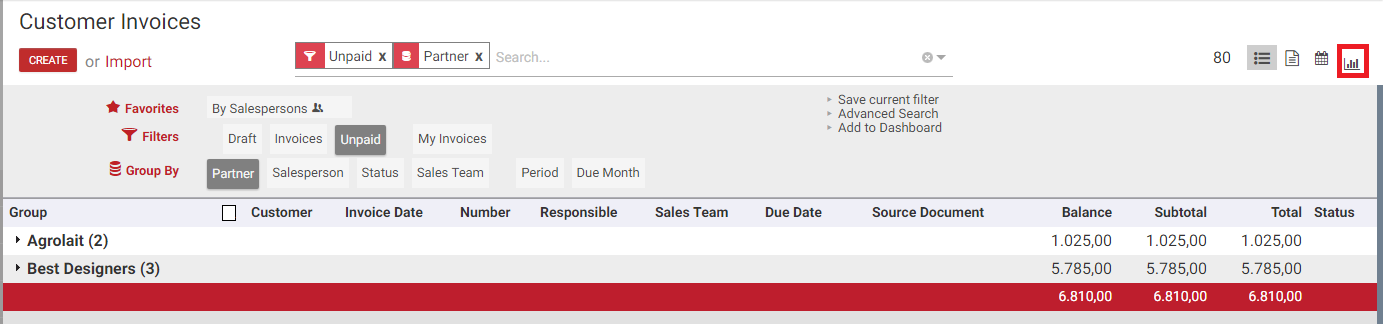 Customer Invoices
CREATE or Import
Unpaid x Partner x Search...
80
Favorites By Salespersons
Filters Draft Invoices Unpaid My Invoices
Group By Partner Salesperson Status Sales Team Period Due Month
Save current filter
Advanced Search
Add to Dashboard
Group Customer Invoice Date Number Responsible Sales Team Due Date Source Document Balance Subtotal Total Status
Agrolait (2) 1.025,00 1.025,00 1.025,00
Best Designers (3) 5.785,00 5.785,00 5.785,00
6.810,00 6.810,00 6.810,00